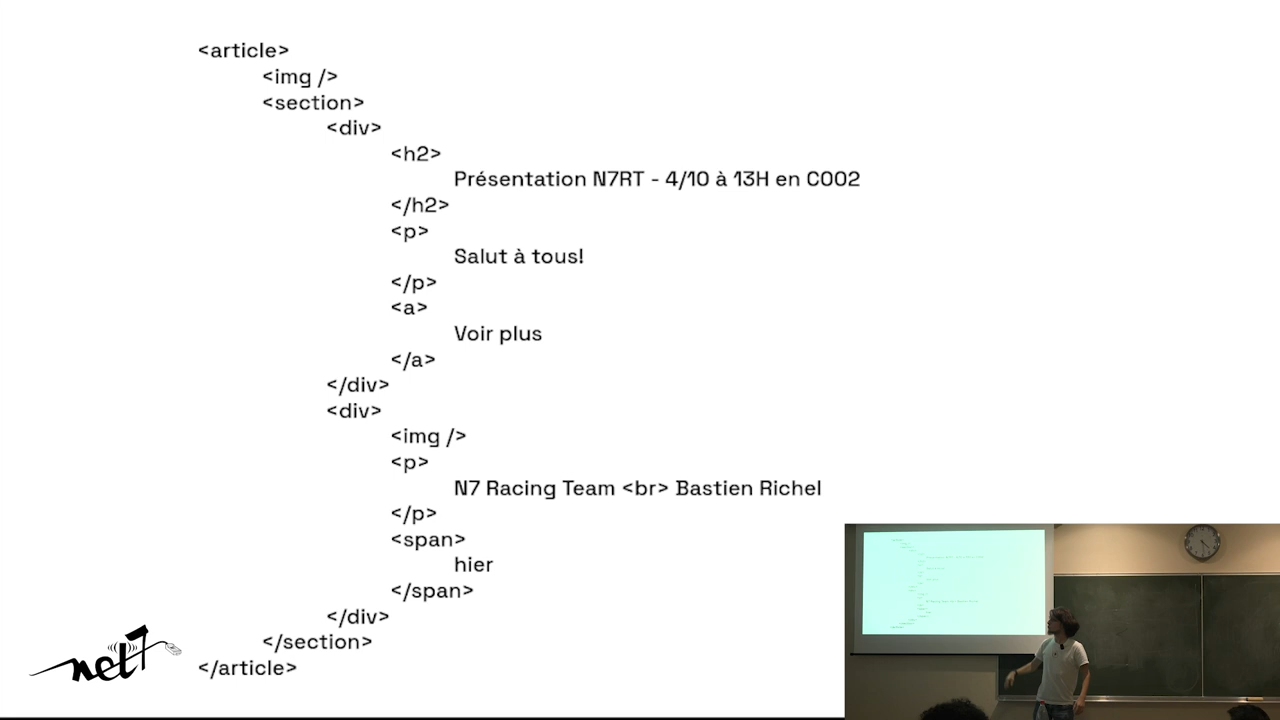 <article>
<img />
<section>
<div>
<h2>
Présentation N7RT - 4/10 à 13H en C002
</h2>
<p>
Salut à tous!
</p>
<a>
Voir plus
</a>
</div>
<div>
<img />
<p>
N7 Racing Team <br> Bastien Richel
</p>
<span>
hier
</span>
</div>
</section>
</article>
net7